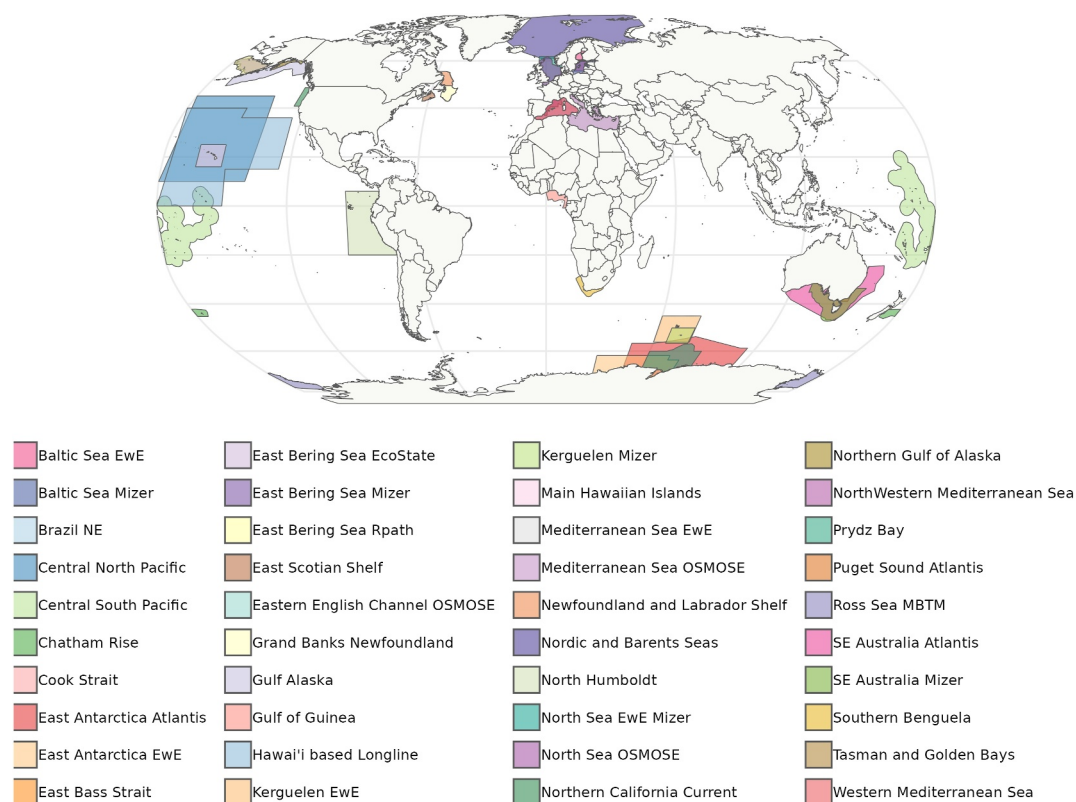 Baltic Sea EwE
Baltic Sea Mizer
Brazil NE
Central North Pacific
Central South Pacific
Chatham Rise
Cook Strait
East Antarctica Atlantis
East Antarctica EwE
East Bass Strait
East Bering Sea EcoState
East Bering Sea Mizer
East Bering Sea Rpath
East Scotian Shelf
Eastern English Channel OSMOSE
Grand Banks Newfoundland
Gulf Alaska
Gulf of Guinea
Hawai'i based Longline
Kerguelen EwE
Kerguelen Mizer
Main Hawaiian Islands
Mediterranean Sea EwE
Mediterranean Sea OSMOSE
Newfoundland and Labrador Shelf
Nordic and Barents Seas
North Humboldt
North Sea EwE Mizer
North Sea OSMOSE
Northern California Current
Northern Gulf of Alaska
NorthWestern Mediterranean Sea
Prydz Bay
Puget Sound Atlantis
Ross Sea MBTM
SE Australia Atlantis
SE Australia Mizer
Southern Benguela
Tasman and Golden Bays
Western Mediterranean Sea